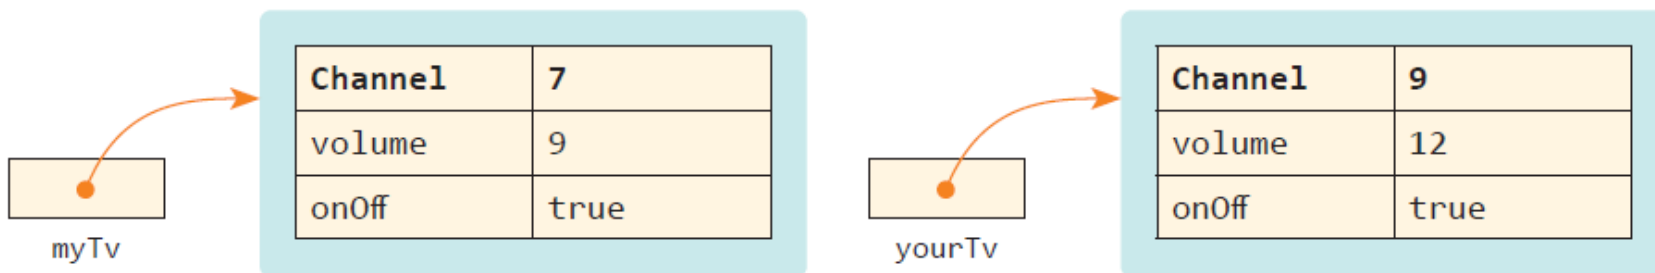 Channel 7
volume 9
onOff true
myTv
Channel 9
volume 12
onOff true
yourTv